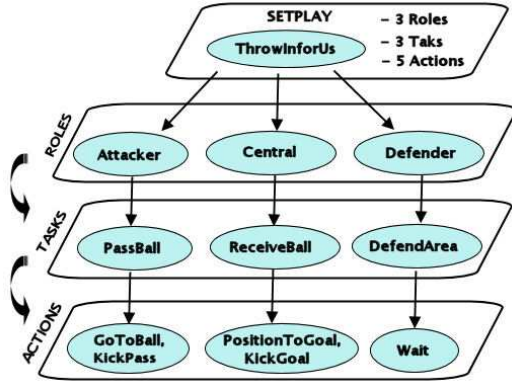 SETPLAY
- 3 Roles
- 3 Taks
- 5 Actions
ThrowInforUs
ROLES
Attacker
Central
Defender
TASKS
PassBall
ReceiveBall
DefendArea
ACTIONS
GoToBall,
KickPass
PositionToGoal,
KickGoal
Wait